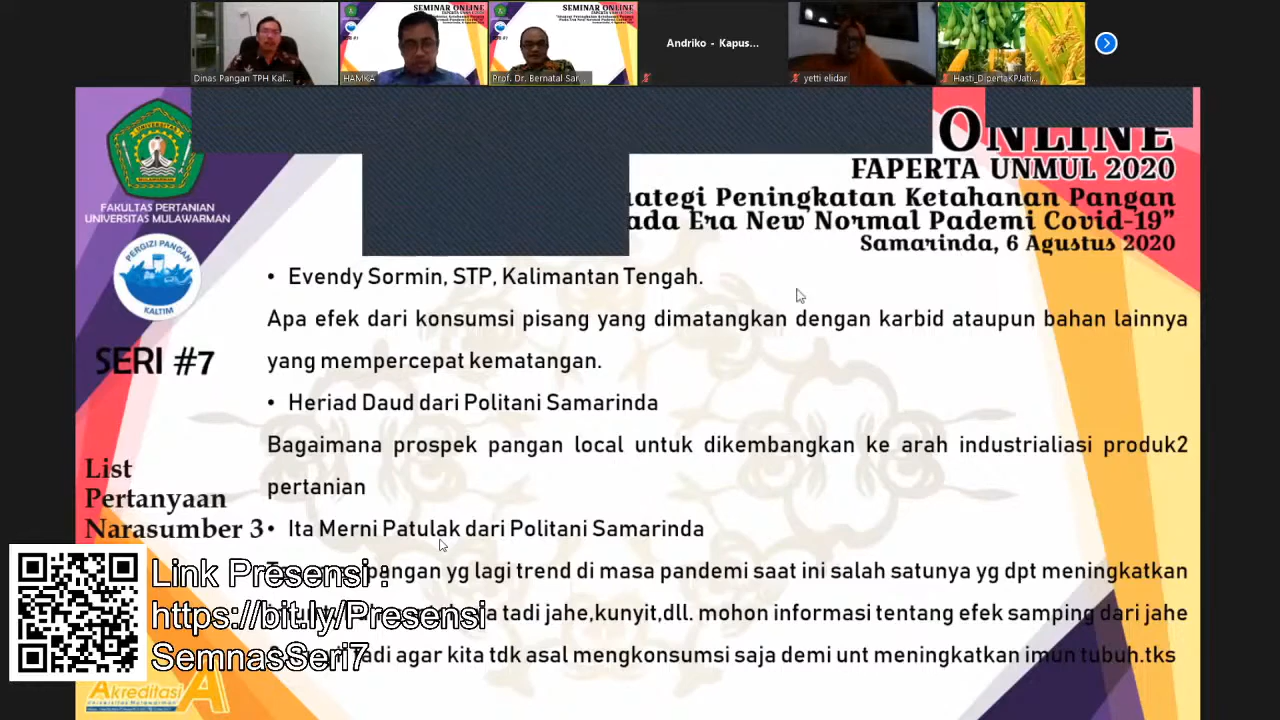 SEMINAR ONLINE
SEMINAR ONLINE
Dinas Pangan TPH Kal...
HAMKA
Prof. Dr. Bernatal Sar...
Andriko - Kapus...
yetti elidar
Hasti_DipertaKPJati...
ONLINE
FAPERTA UNMUL 2020
ategi Peningkatan Ketahanan Pangan
ada Era New Normal Pademi Covid-19”
Samarinda, 6 Agustus 2020
FAKULTAS PERTANIAN
UNIVERSITAS MULAWARMAN
PERGIZI PANGAN
KALTIM
SERI #7
List
Pertanyaan
Narasumber 3
• Evendy Sormin, STP, Kalimantan Tengah.
Apa efek dari konsumsi pisang yang dimatangkan dengan karbid ataupun bahan lainnya
yang mempercepat kematangan.
• Heriad Daud dari Politani Samarinda
Bagaimana prospek pangan local untuk dikembangkan ke arah industrialiasi produk2
pertanian
• Ita Merni Patulak dari Politani Samarinda
pangan yg lagi trend di masa pandemi saat ini salah satunya yg dpt meningkatkan
tadi jahe,kunyit,dll. mohon informasi tentang efek samping dari jahe
adi agar kita tdk asal mengkonsumsi saja demi unt meningkatkan imun tubuh.tks
Link Presensi :
https://bit.ly/Presensi
SemnasSeri7
Akreditasi A
Universitas Mulawarman